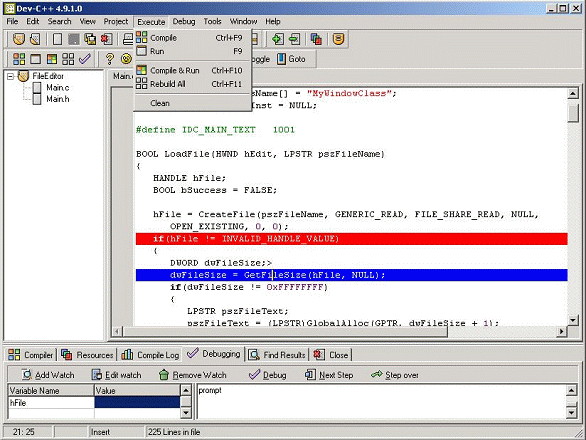 Dev-C++ 4.9.1.0
File Edit Search View Project Execute Debug Tools Window Help
Compile Ctrl+F9
Run F9
Compile & Run Ctrl+F10
Rebuild All Ctrl+F11
Clean
oggle Goto
FileEditor
Main.c
Main.h
Main.
sName[] = "MyWindowClass";
Inst = NULL;
#define IDC_MAIN_TEXT 1001
BOOL LoadFile(HWND hEdit, LPSTR pszFileName)
{
HANDLE hFile;
BOOL bSuccess = FALSE;
hFile = CreateFile(pszFileName, GENERIC_READ, FILE_SHARE_READ, NULL,
OPEN_EXISTING, 0, 0);
if(hFile != INVALID_HANDLE_VALUE)
{
DWORD dwFileSize;>
dwFileSize = GetFileSize(hFile, NULL);
if(dwFileSize != 0xFFFFFFFF)
{
LPSTR pszFileText;
pszFileText = (LPSTR)GlobalAlloc(GPTR, dwFileSize + 1);
Compiler Resources Compile Log Debugging Find Results Close
Add Watch Edit watch Remove Watch Debug Next Step Step over
Variable Name Value
hFile
prompt
21: 25 Insert 225 Lines in file